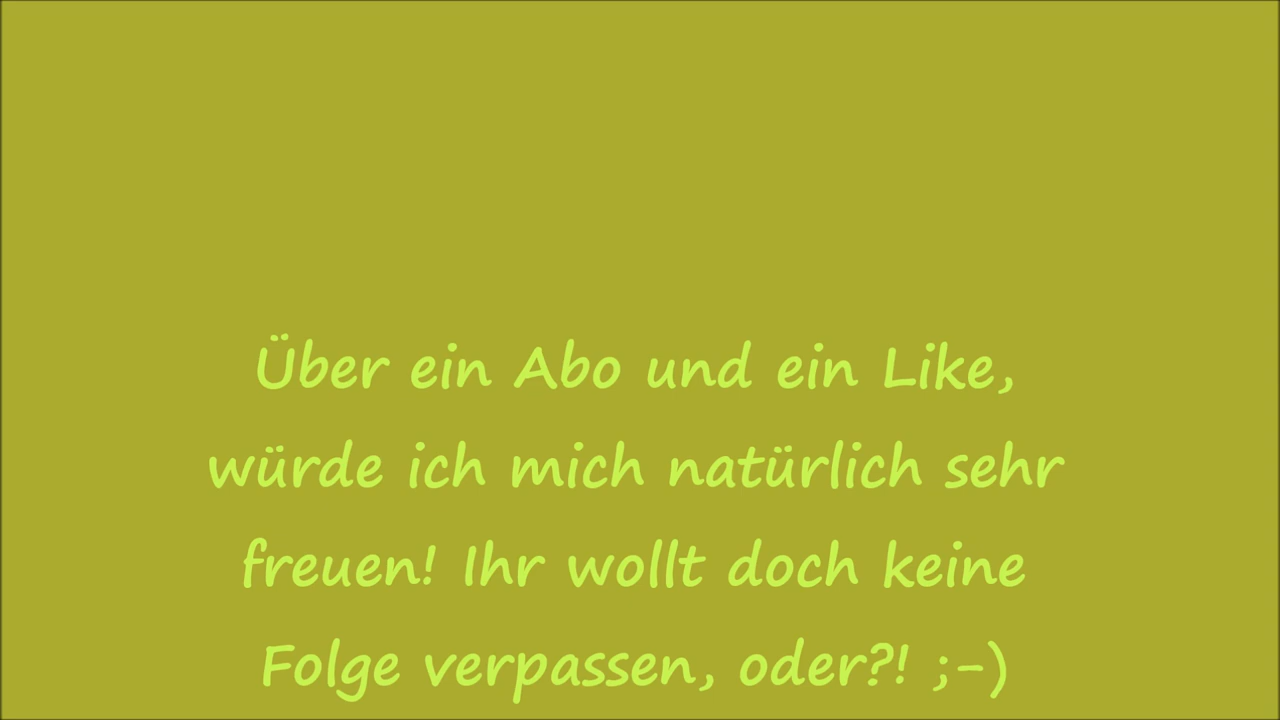 Über ein Abo und ein Like,
würde ich mich natürlich sehr
freuen! Ihr wollt doch keine
Folge verpassen, oder?! ;-)